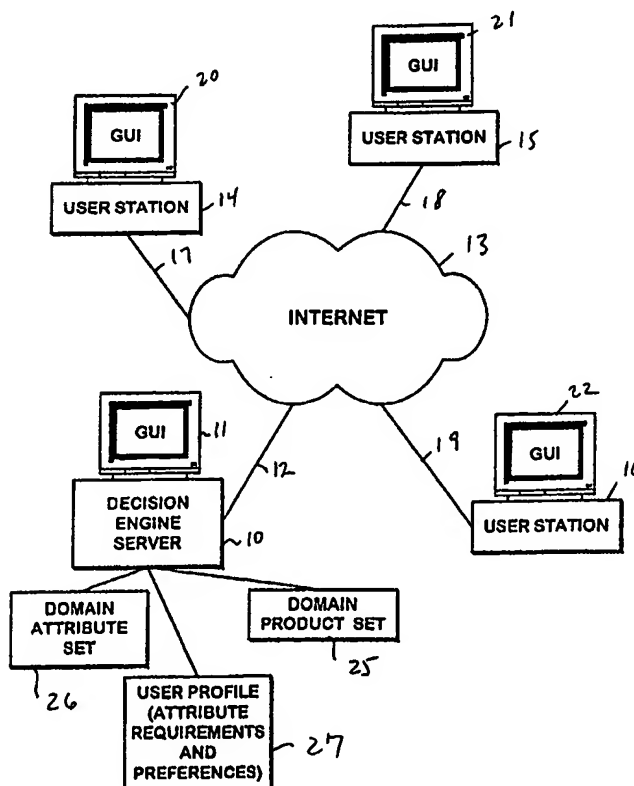 21
GUI
20
GUI
USER STATION
15
USER STATION
14
18
17
13
INTERNET
22
GUI
11
GUI
19
12
16
USER STATION
DECISION
ENGINE
SERVER
10
DOMAIN
ATTRIBUTE
SET
DOMAIN
PRODUCT SET
25
26
USER PROFILE
(ATTRIBUTE
REQUIREMENTS
AND
PREFERENCES)
27